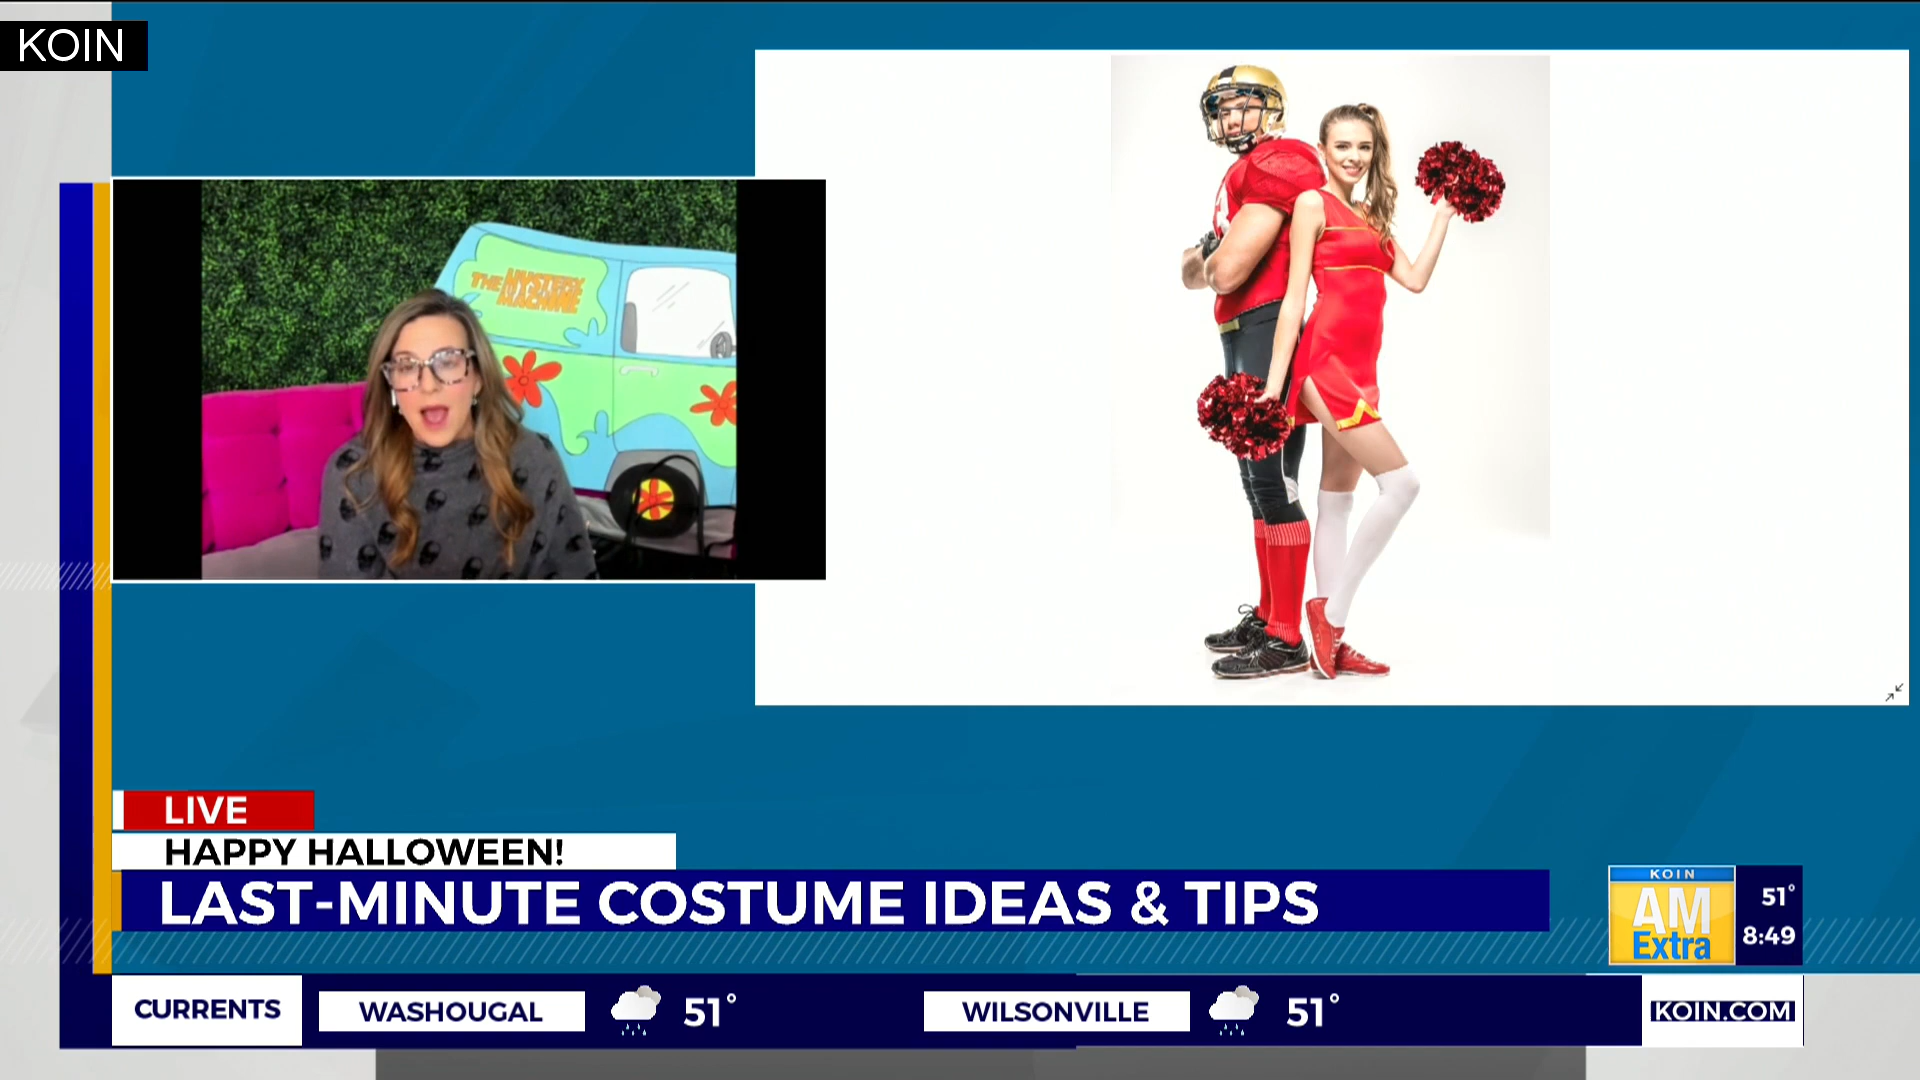 KOIN
THE MYSTERY
MACHINE
LIVE
HAPPY HALLOWEEN!
LAST-MINUTE COSTUME IDEAS & TIPS
KOIN
AM
Extra
51°
8:49
CURRENTS
WASHOUGAL
51°
WILSONVILLE
51°
KOIN.COM